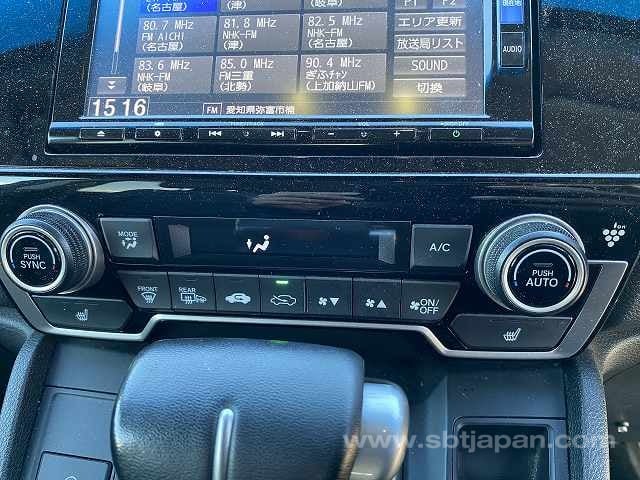 80.7 MHz
FM AICHI
(名古屋)
81.8 MHz
NHK-FM
(津)
82.5 MHz
NHK-FM
(名古屋)
エリア更新
放送局リスト
AUDIO
83.6 MHz
NHK-FM
(岐阜)
85.0 MHz
FM三重
(北勢)
90.4 MHz
ぎふチャン
(上加納山FM)
SOUND
切換
15 16
FM 愛知県弥富市楠
VOL
MODE
A/C
PUSH
SYNC
PUSH
AUTO
FRONT
REAR
ON/
OFF
www.sbtjapan.com